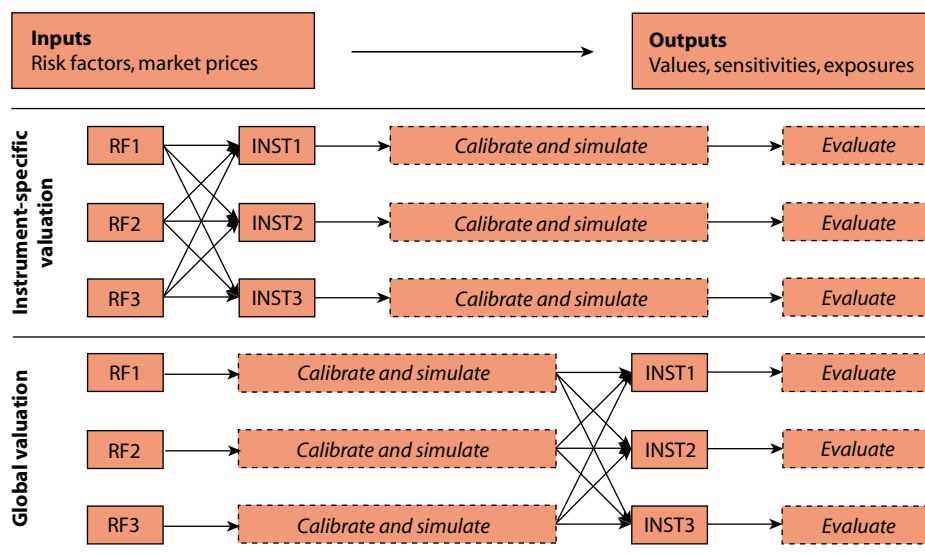 Inputs
Risk factors, market prices
Outputs
Values, sensitivities, exposures
Instrument-specific
valuation
RF1
INST1
Calibrate and simulate
Evaluate
RF2
INST2
Calibrate and simulate
Evaluate
RF3
INST3
Calibrate and simulate
Evaluate
Global valuation
RF1
Calibrate and simulate
INST1
Evaluate
RF2
Calibrate and simulate
INST2
Evaluate
RF3
Calibrate and simulate
INST3
Evaluate